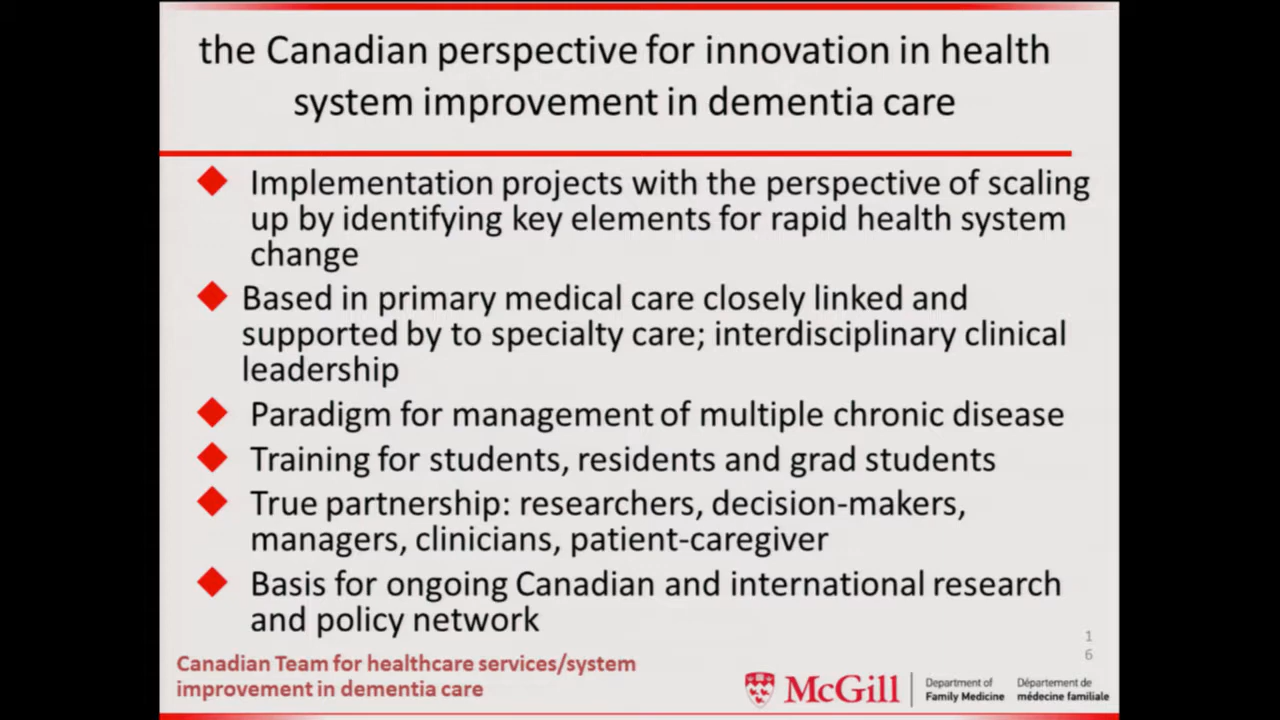 the Canadian perspective for innovation in health
system improvement in dementia care
Implementation projects with the perspective of scaling
up by identifying key elements for rapid health system
change
Based in primary medical care closely linked and
supported by to specialty care; interdisciplinary clinical
leadership
Paradigm for management of multiple chronic disease
Training for students, residents and grad students
True partnership: researchers, decision-makers,
managers, clinicians, patient-caregiver
Basis for ongoing Canadian and international research
and policy network
1
6
Canadian Team for healthcare services/system
improvement in dementia care
McGill
Department of
Family Medicine
Département de
médecine familiale